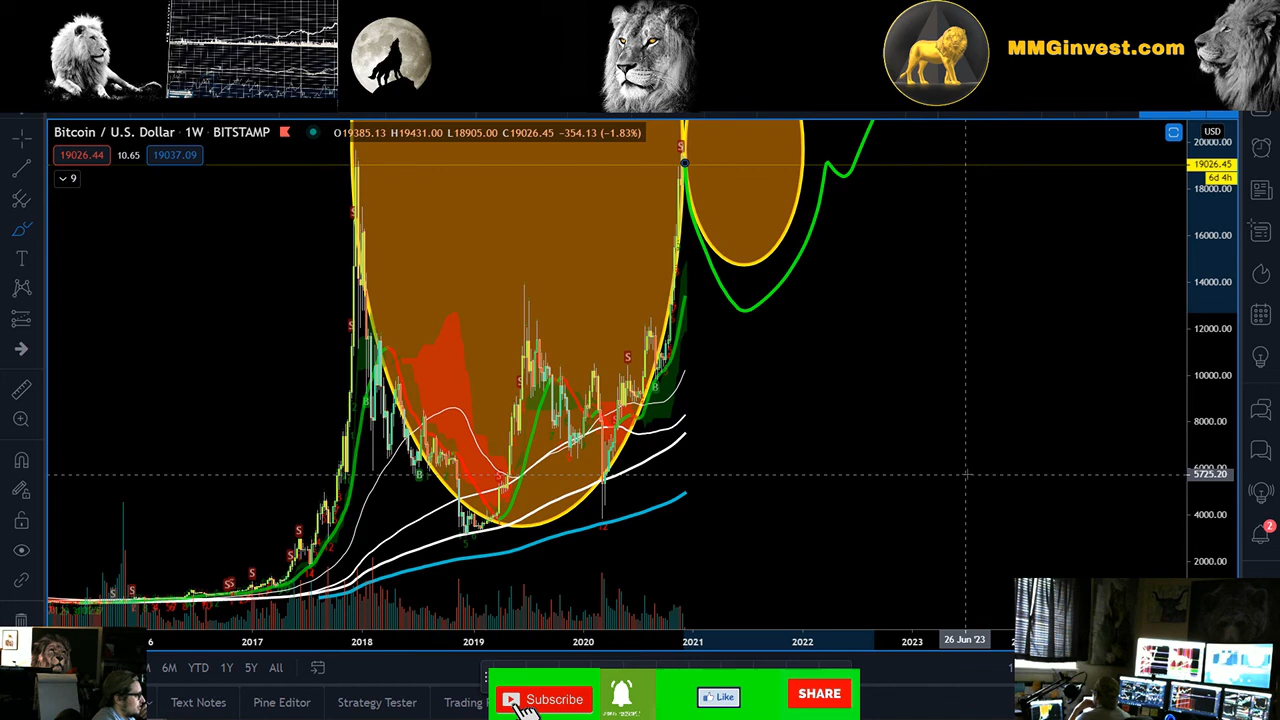 MMGinvest.com
Bitcoin / U.S. Dollar · 1W · BITSTAMP
O19385.13 H19431.00 L18905.00 C19026.45 −354.13 (−1.83%)
USD
19026.44 10.65 19037.09
9
20000.00
19026.45
6d 4h
18000.00
16000.00
14000.00
12000.00
10000.00
8000.00
6000.00
5725.20
4000.00
2000.00
2017 2018 2019 2020 2021 2022 2023 26 Jun '23
6M YTD 1Y 5Y All
Text Notes Pine Editor Strategy Tester Trading
Subscribe Like SHARE
2